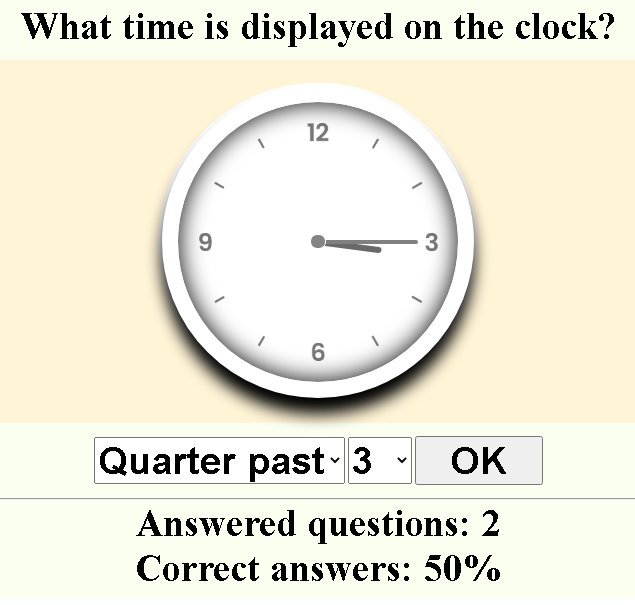 What time is displayed on the clock?
12
9 3
6
Quarter past 3 OK
Answered questions: 2
Correct answers: 50%